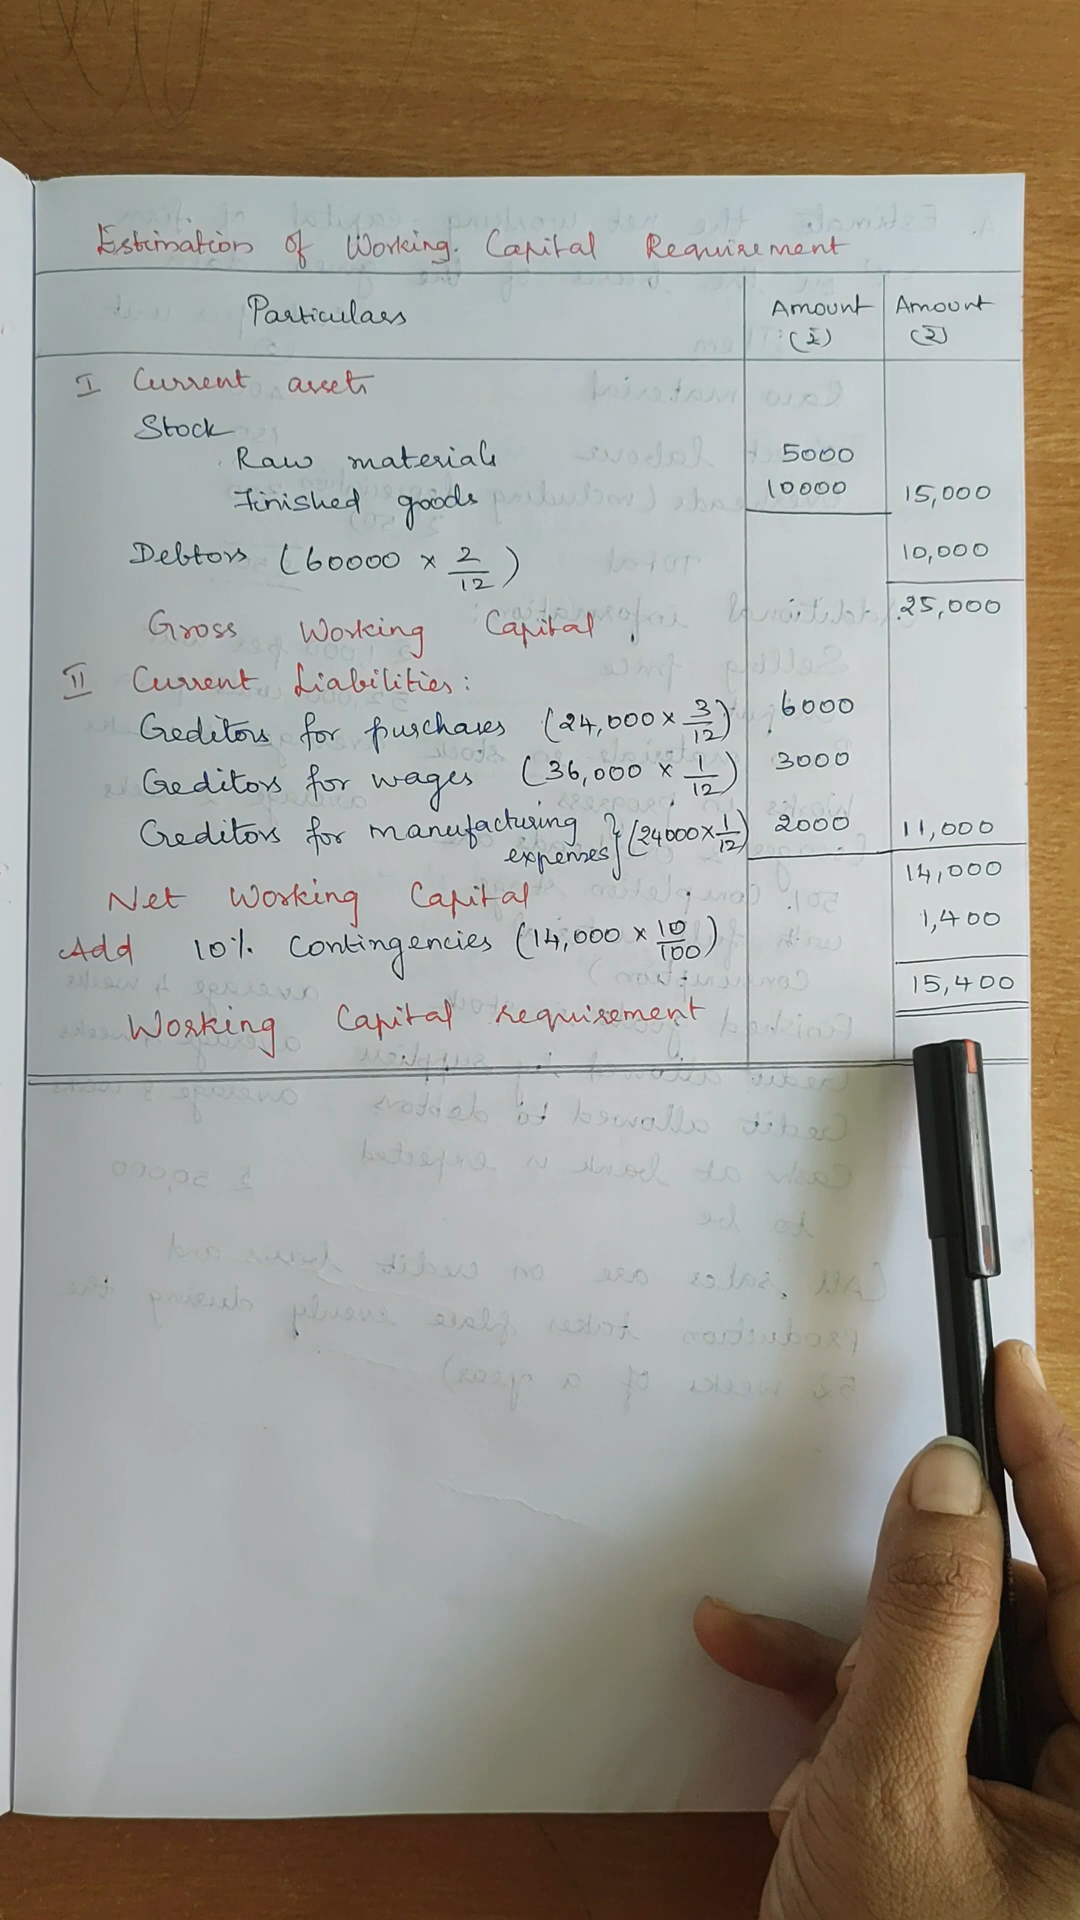 Estimation of Working Capital Requirement
Particulars Amount (₹) Amount (₹)
I Current assets
Stock
Raw materials 5000
Finished goods 10000 15,000
Debtors (60000 × 2/12) 10,000
Gross Working Capital 25,000
II Current Liabilities:
Creditors for purchases (24,000 × 3/12) 6000
Creditors for wages (36,000 × 1/12) 3000
Creditors for manufacturing expenses } (24000 × 1/12) 2000 11,000
Net Working Capital 14,000
Add 10% Contingencies (14,000 × 10/100) 1,400
Working Capital requirement 15,400